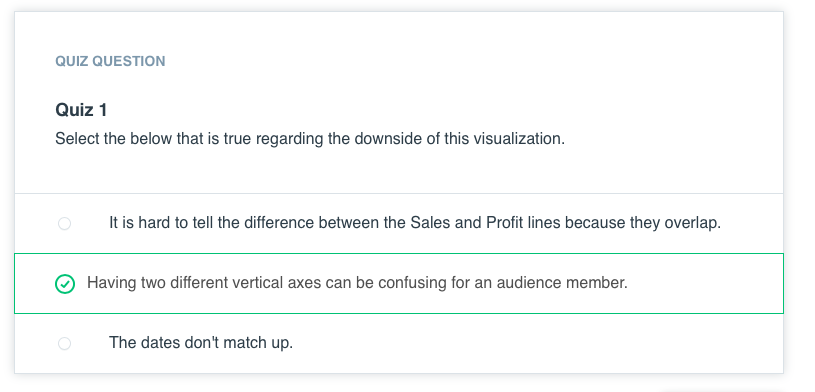 QUIZ QUESTION
Quiz 1
Select the below that is true regarding the downside of this visualization.
It is hard to tell the difference between the Sales and Profit lines because they overlap.
Having two different vertical axes can be confusing for an audience member.
The dates don't match up.